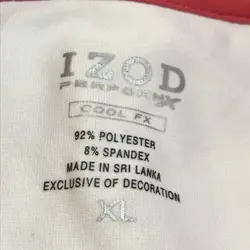 IZOD
PERFORMX
COOL FX
92% POLYESTER
8% SPANDEX
MADE IN SRI LANKA
EXCLUSIVE OF DECORATION
XL